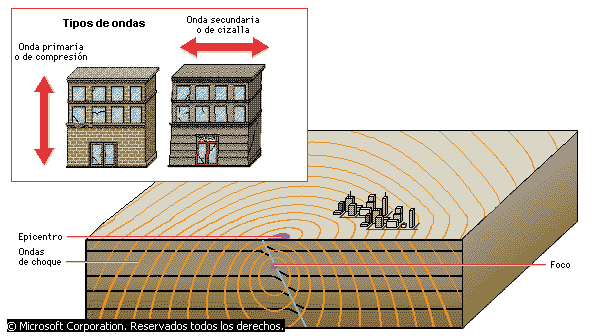 Tipos de ondas
Onda primaria
o de compresión
Onda secundaria
o de cizalla
Epicentro
Ondas
de choque
Foco
© Microsoft Corporation. Reservados todos los derechos.